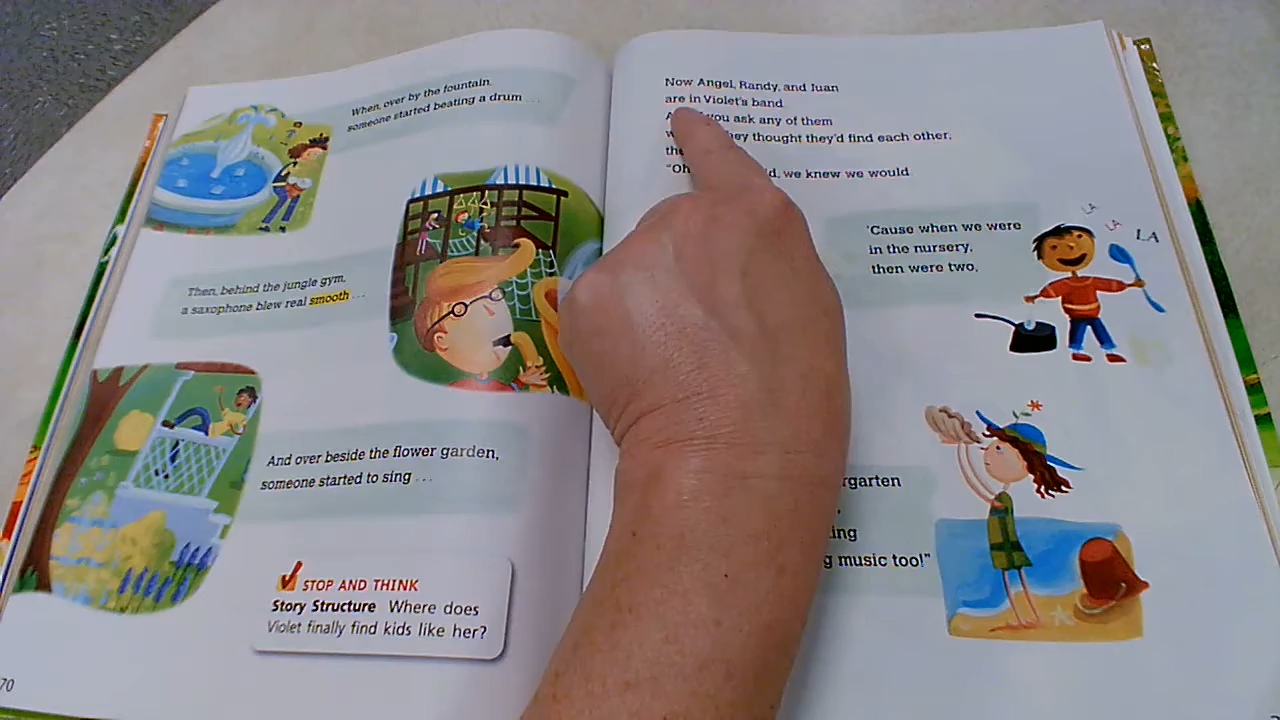 When, over by the fountain,
someone started beating a drum ...
Then, behind the jungle gym,
a saxophone blew real smooth ...
And over beside the flower garden,
someone started to sing ...
STOP AND THINK
Story Structure Where does
Violet finally find kids like her?
70
Now Angel, Randy, and Juan
are in Violet's band
you ask any of them
they thought they'd find each other,
"Oh we knew we would
'Cause when we were
in the nursery,
then were two,
LA
LA
LA
music too!"